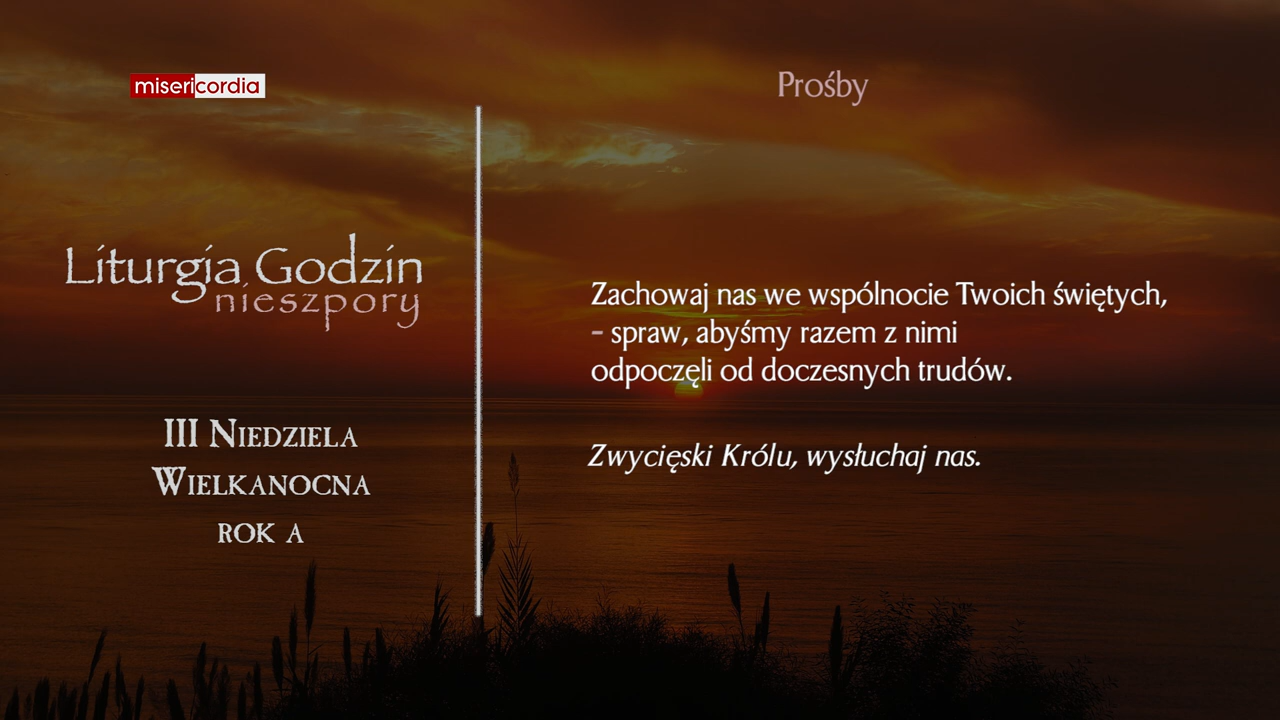 misericordia
Liturgia Godzin
nieszpory
III Niedziela
Wielkanocna
rok A
Prośby
Zachowaj nas we wspólnocie Twoich świętych,
- spraw, abyśmy razem z nimi
odpoczęli od doczesnych trudów.
Zwycięski Królu, wysłuchaj nas.